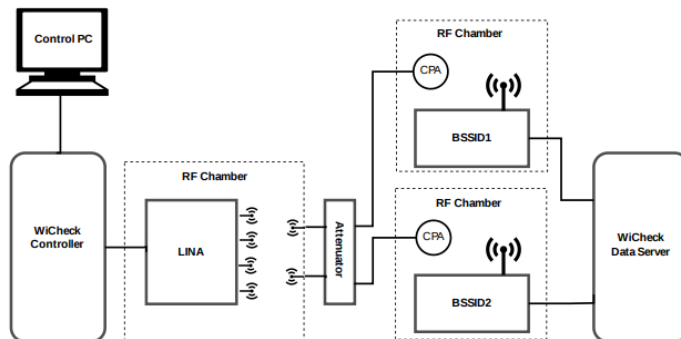 Control PC
RF Chamber
CPA
BSSID1
RF Chamber
WiCheck
Controller
LINA
Attenuator
RF Chamber
CPA
BSSID2
WiCheck
Data Server